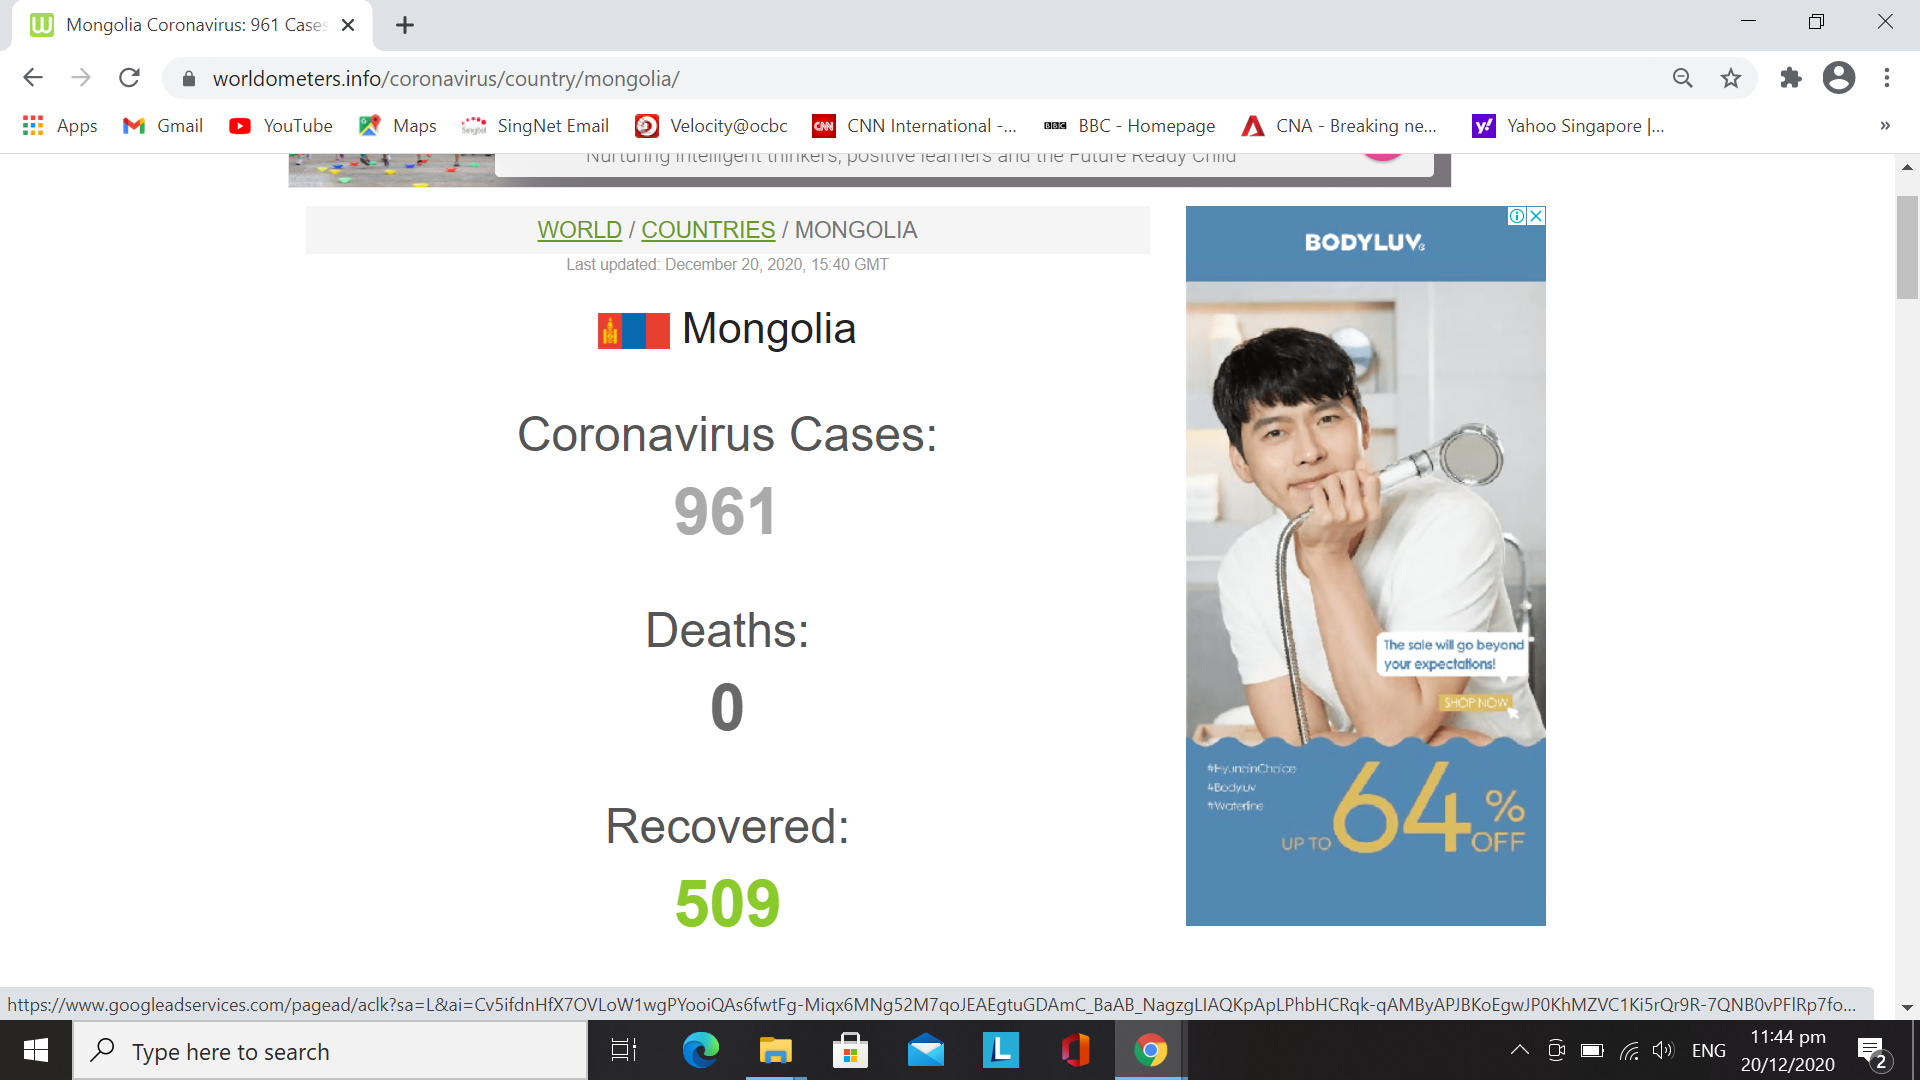 Mongolia Coronavirus: 961 Cases
worldometers.info/coronavirus/country/mongolia/
Apps
Gmail
YouTube
Maps
SingNet Email
Velocity@ocbc
CNN International -...
BBC - Homepage
CNA - Breaking ne...
Yahoo Singapore |...
»
Nurturing intelligent thinkers, positive learners and the Future Ready Child
WORLD / COUNTRIES / MONGOLIA
Last updated: December 20, 2020, 15:40 GMT
Mongolia
Coronavirus Cases:
961
Deaths:
0
Recovered:
509
BODYLUV
The sale will go beyond
your expectations!
SHOP NOW
#HyunbinChoice
#Bodyluv
#Waterline
UP TO 64% OFF
https://www.googleadservices.com/pagead/aclk?sa=L&ai=Cv5ifdnHfX7OVLoW1wgPYooiQAs6fwtFg-Miqx6MNg52M7qoJEAEgtuGDAmC_BaAB_NagzgLIAQKpApLPhbHCRqk-qAMByAPJBKoEgwJP0KhMZVC1Ki5rQr9R-7QNB0vPFlRp7fo...
Type here to search
ENG
11:44 pm
20/12/2020
2